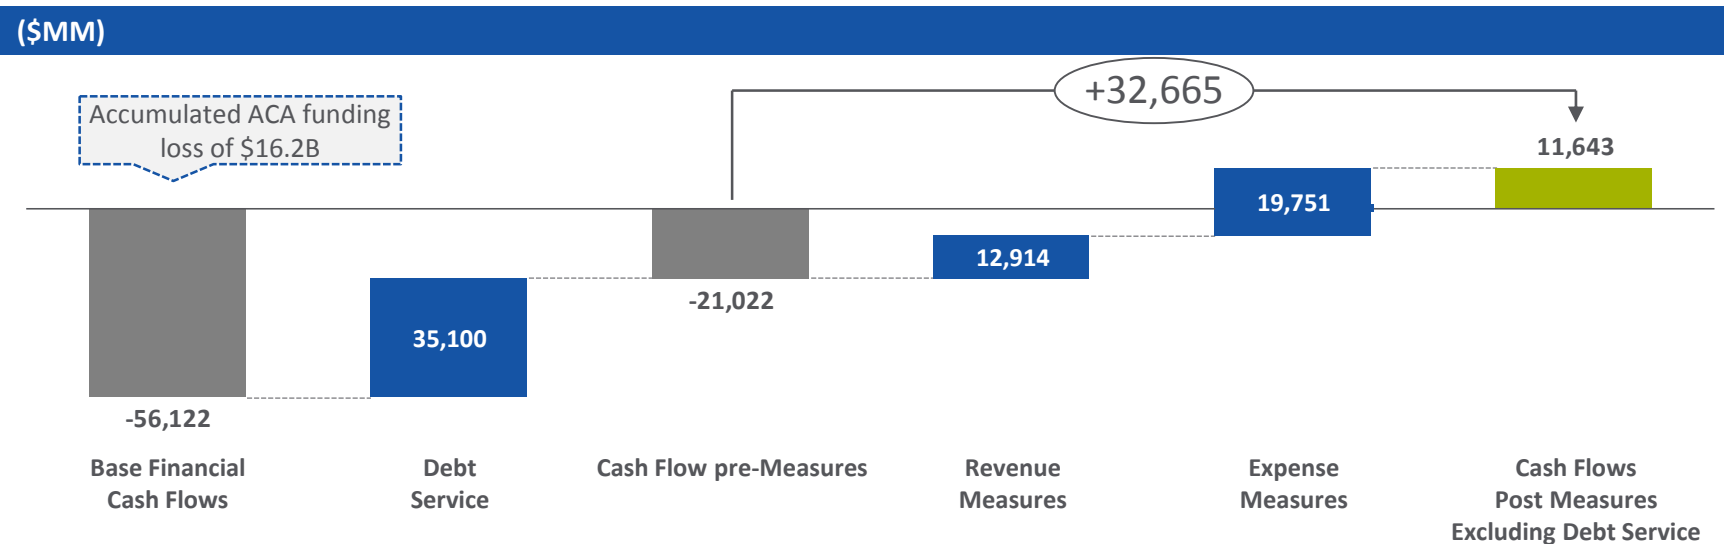 ($MM)
+32,665
Accumulated ACA funding
loss of $16.2B
11,643
19,751
12,914
-21,022
35,100
-56,122
Base Financial
Cash Flows
Debt
Service
Cash Flow pre-Measures
Revenue
Measures
Expense
Measures
Cash Flows
Post Measures
Excluding Debt Service